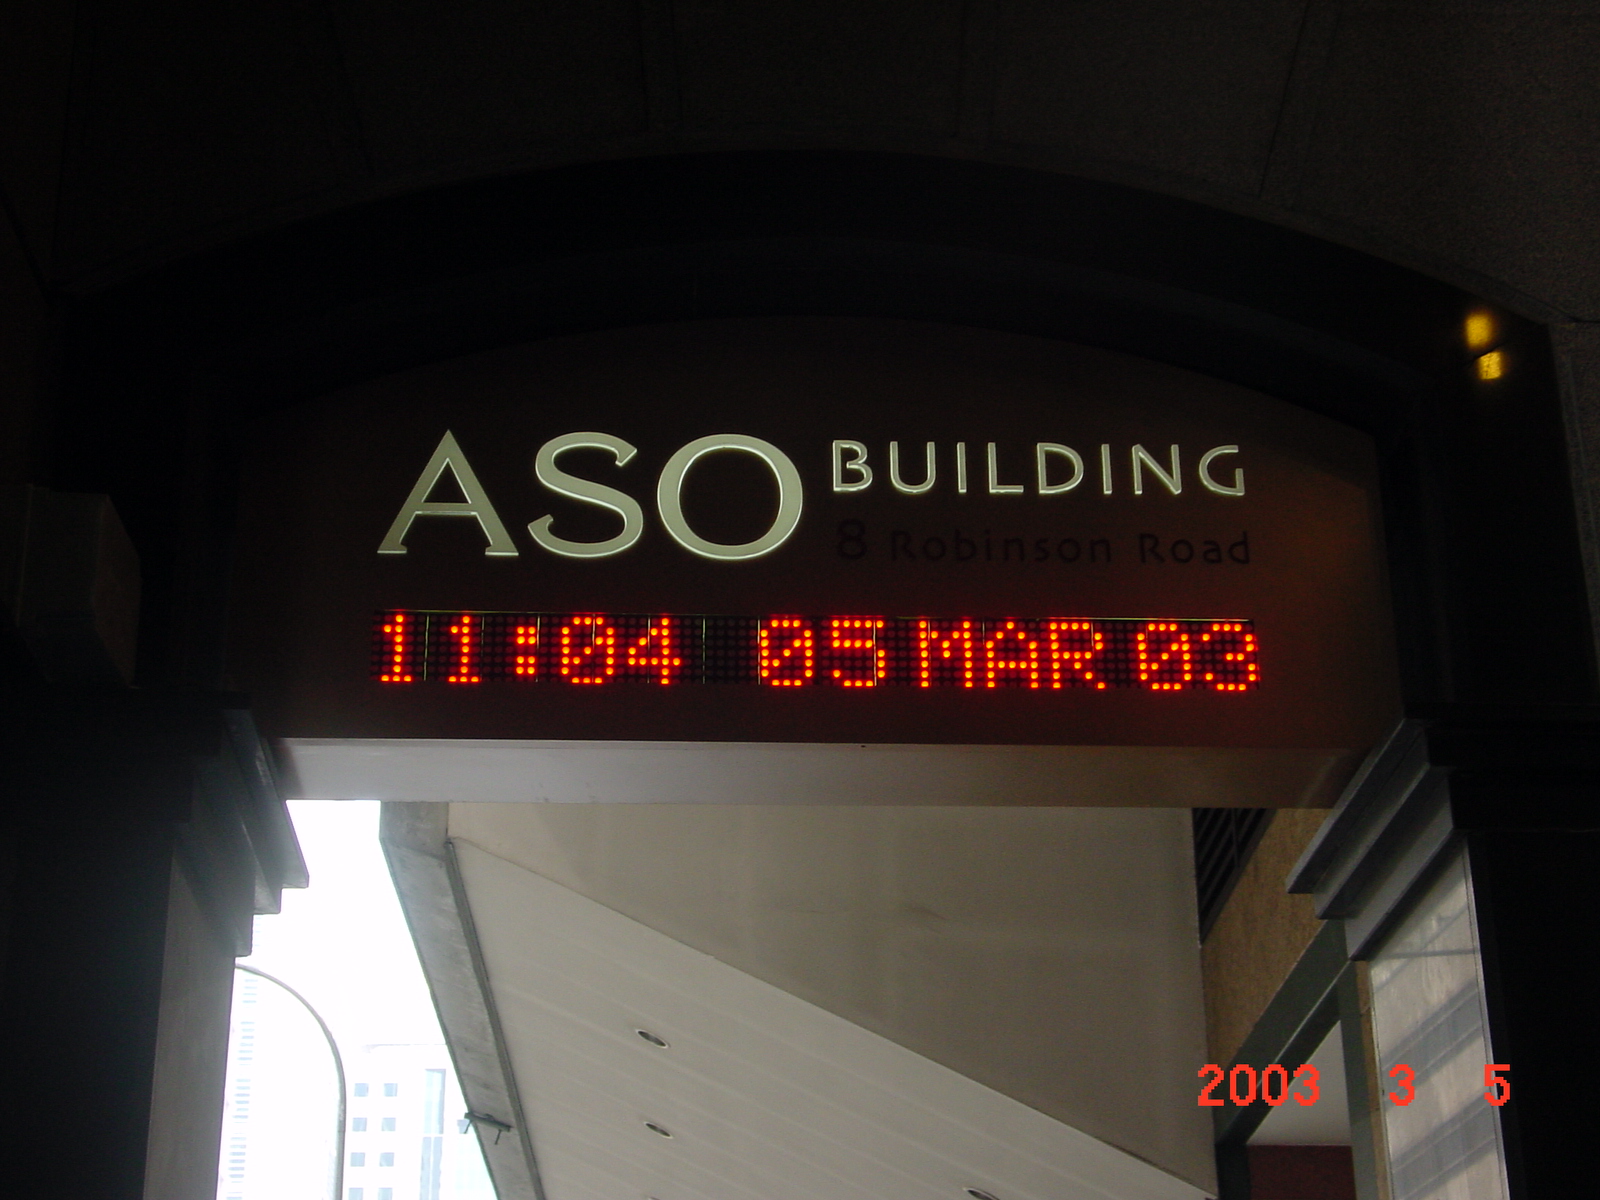 ASO BUILDING
8 Robinson Road
11:04 05 MAR 03
2003 3 5